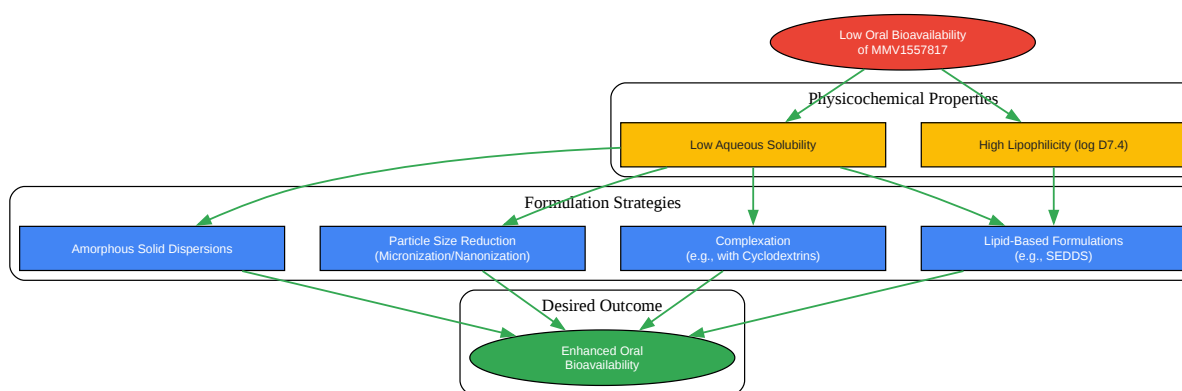 Low Oral Bioavailability
of MMV1557817
Physicochemical Properties
Low Aqueous Solubility
High Lipophilicity (log D7.4)
Formulation Strategies
Amorphous Solid Dispersions
Particle Size Reduction
(Micronization/Nanonization)
Complexation
(e.g., with Cyclodextrins)
Lipid-Based Formulations
(e.g., SEDDS)
Desired Outcome
Enhanced Oral
Bioavailability